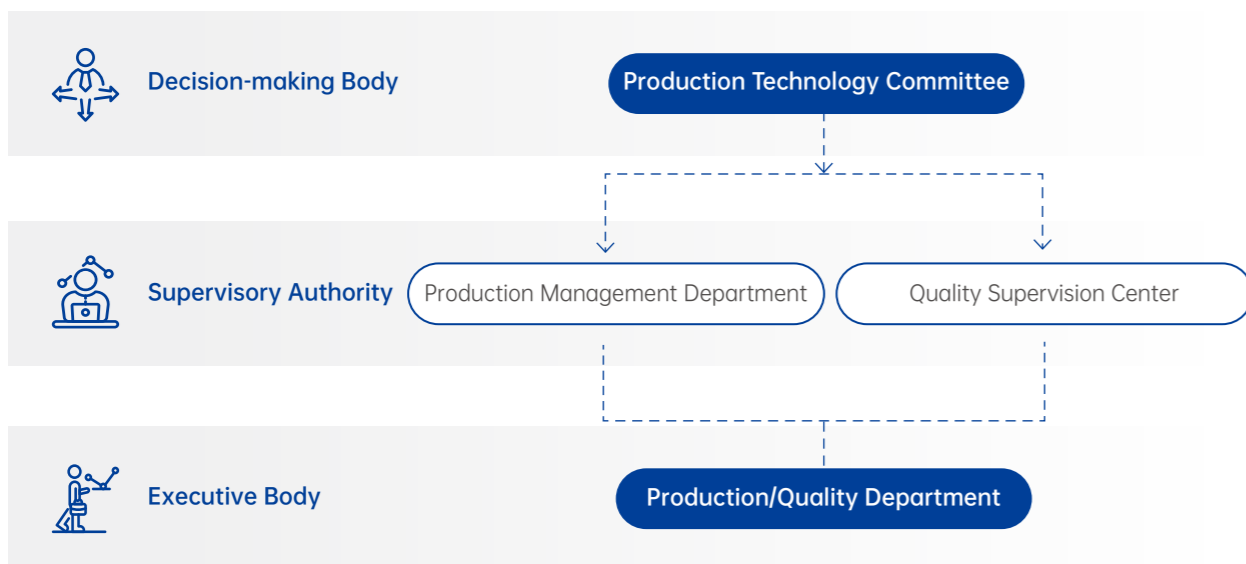 Decision-making Body
Production Technology Committee
Supervisory Authority
Production Management Department
Quality Supervision Center
Executive Body
Production/Quality Department